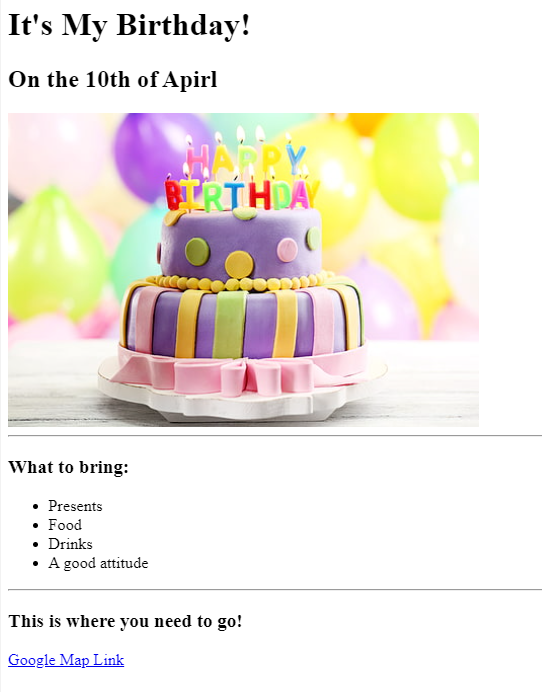 It's My Birthday!
On the 10th of Apirl
HAPPY
BIRTHDAY
What to bring:
Presents
Food
Drinks
A good attitude
This is where you need to go!
Google Map Link